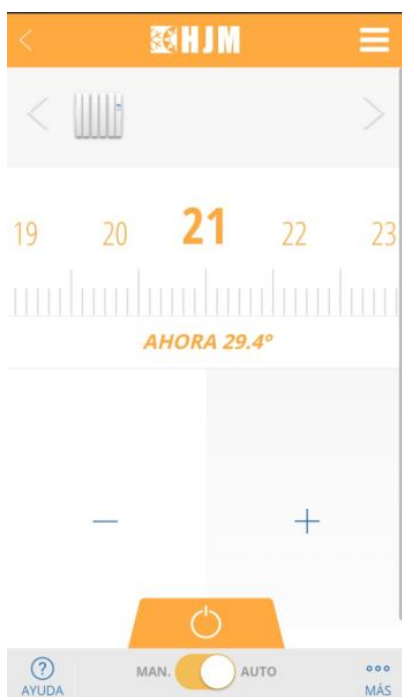 HJM
19 20 21 22 23
AHORA 29.4º
MAN. AUTO
AYUDA MÁS